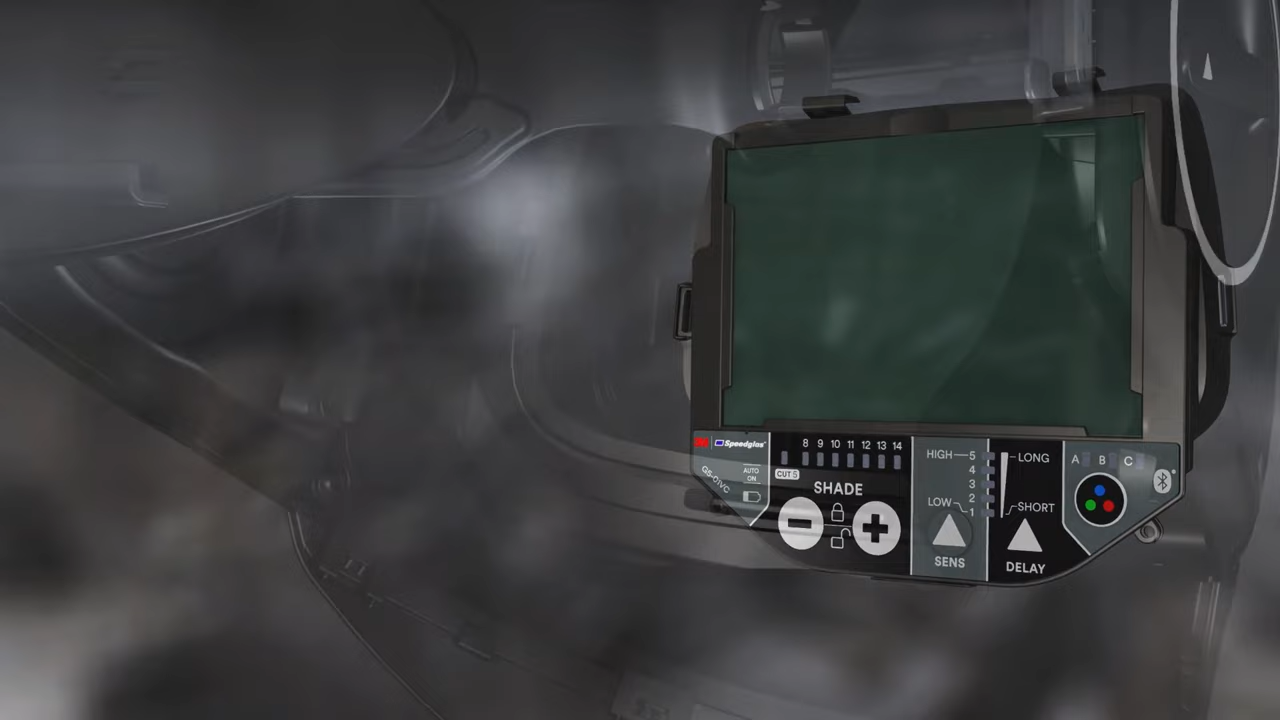 3M Speedglas
G5-01VC
AUTO
ON
8 9 10 11 12 13 14
CUT 5
SHADE
HIGH 5
4
3
2
LOW 1
SENS
LONG
SHORT
DELAY
A B C